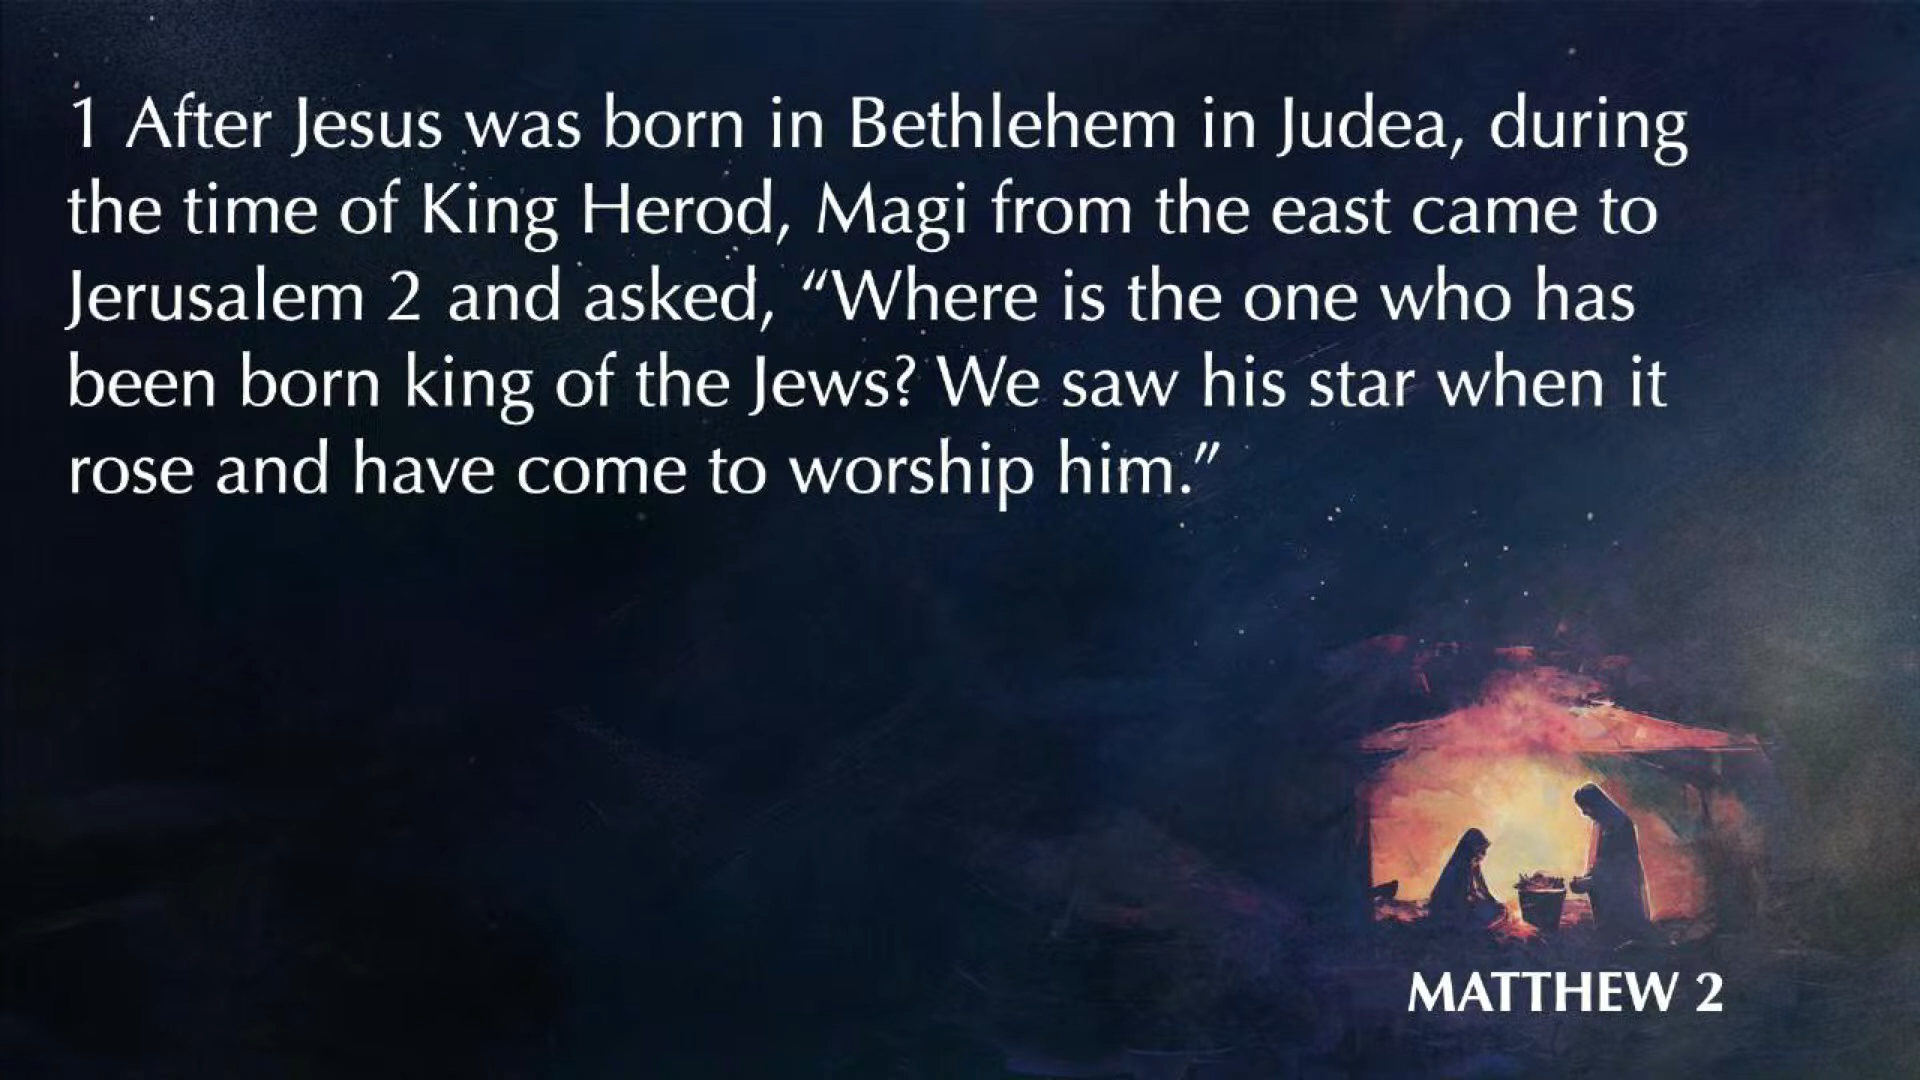 1 After Jesus was born in Bethlehem in Judea, during
the time of King Herod, Magi from the east came to
Jerusalem 2 and asked, “Where is the one who has
been born king of the Jews? We saw his star when it
rose and have come to worship him.”
MATTHEW 2